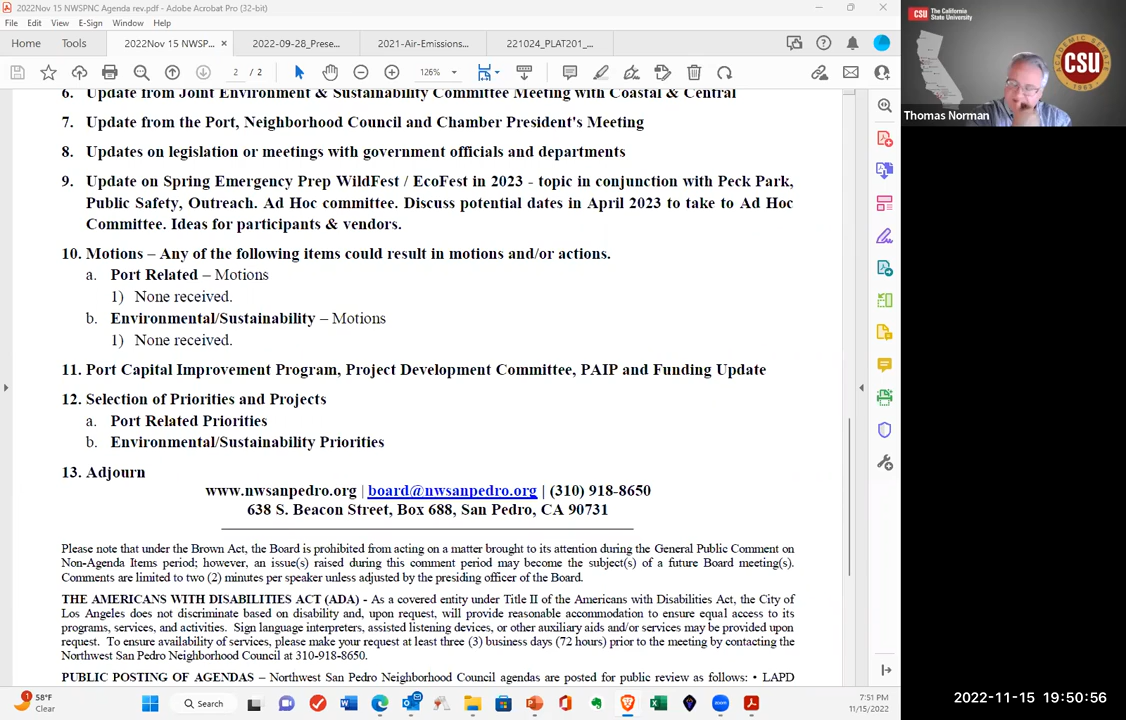 2022Nov 15 NWSPNC Agenda rev.pdf - Adobe Acrobat Pro (32-bit)
File Edit View E-Sign Window Help
Home Tools 2022Nov 15 NWSP... × 2022-09-28_Prese... 2021-Air-Emissions... 221024_PLAT201_...
2 / 2 126%
6. Update from Joint Environment & Sustainability Committee Meeting with Coastal & Central
7. Update from the Port, Neighborhood Council and Chamber President's Meeting
8. Updates on legislation or meetings with government officials and departments
9. Update on Spring Emergency Prep WildFest / EcoFest in 2023 - topic in conjunction with Peck Park,
Public Safety, Outreach. Ad Hoc committee. Discuss potential dates in April 2023 to take to Ad Hoc
Committee. Ideas for participants & vendors.
10. Motions – Any of the following items could result in motions and/or actions.
a. Port Related – Motions
1) None received.
b. Environmental/Sustainability – Motions
1) None received.
11. Port Capital Improvement Program, Project Development Committee, PAIP and Funding Update
12. Selection of Priorities and Projects
a. Port Related Priorities
b. Environmental/Sustainability Priorities
13. Adjourn
www.nwsanpedro.org | board@nwsanpedro.org | (310) 918-8650
638 S. Beacon Street, Box 688, San Pedro, CA 90731
Please note that under the Brown Act, the Board is prohibited from acting on a matter brought to its attention during the General Public Comment on
Non-Agenda Items period; however, an issue(s) raised during this comment period may become the subject(s) of a future Board meeting(s).
Comments are limited to two (2) minutes per speaker unless adjusted by the presiding officer of the Board.
THE AMERICANS WITH DISABILITIES ACT (ADA) - As a covered entity under Title II of the Americans with Disabilities Act, the City of
Los Angeles does not discriminate based on disability and, upon request, will provide reasonable accommodation to ensure equal access to its
programs, services, and activities. Sign language interpreters, assisted listening devices, or other auxiliary aids and/or services may be provided upon
request. To ensure availability of services, please make your request at least three (3) business days (72 hours) prior to the meeting by contacting the
Northwest San Pedro Neighborhood Council at 310-918-8650.
PUBLIC POSTING OF AGENDAS – Northwest San Pedro Neighborhood Council agendas are posted for public review as follows: • LAPD
CSU The California
State University
ACADEMIC SENATE
CSU
Thomas Norman
1 58°F
Clear
Search
7:51 PM
11/15/2022
2022-11-15 19:50:56